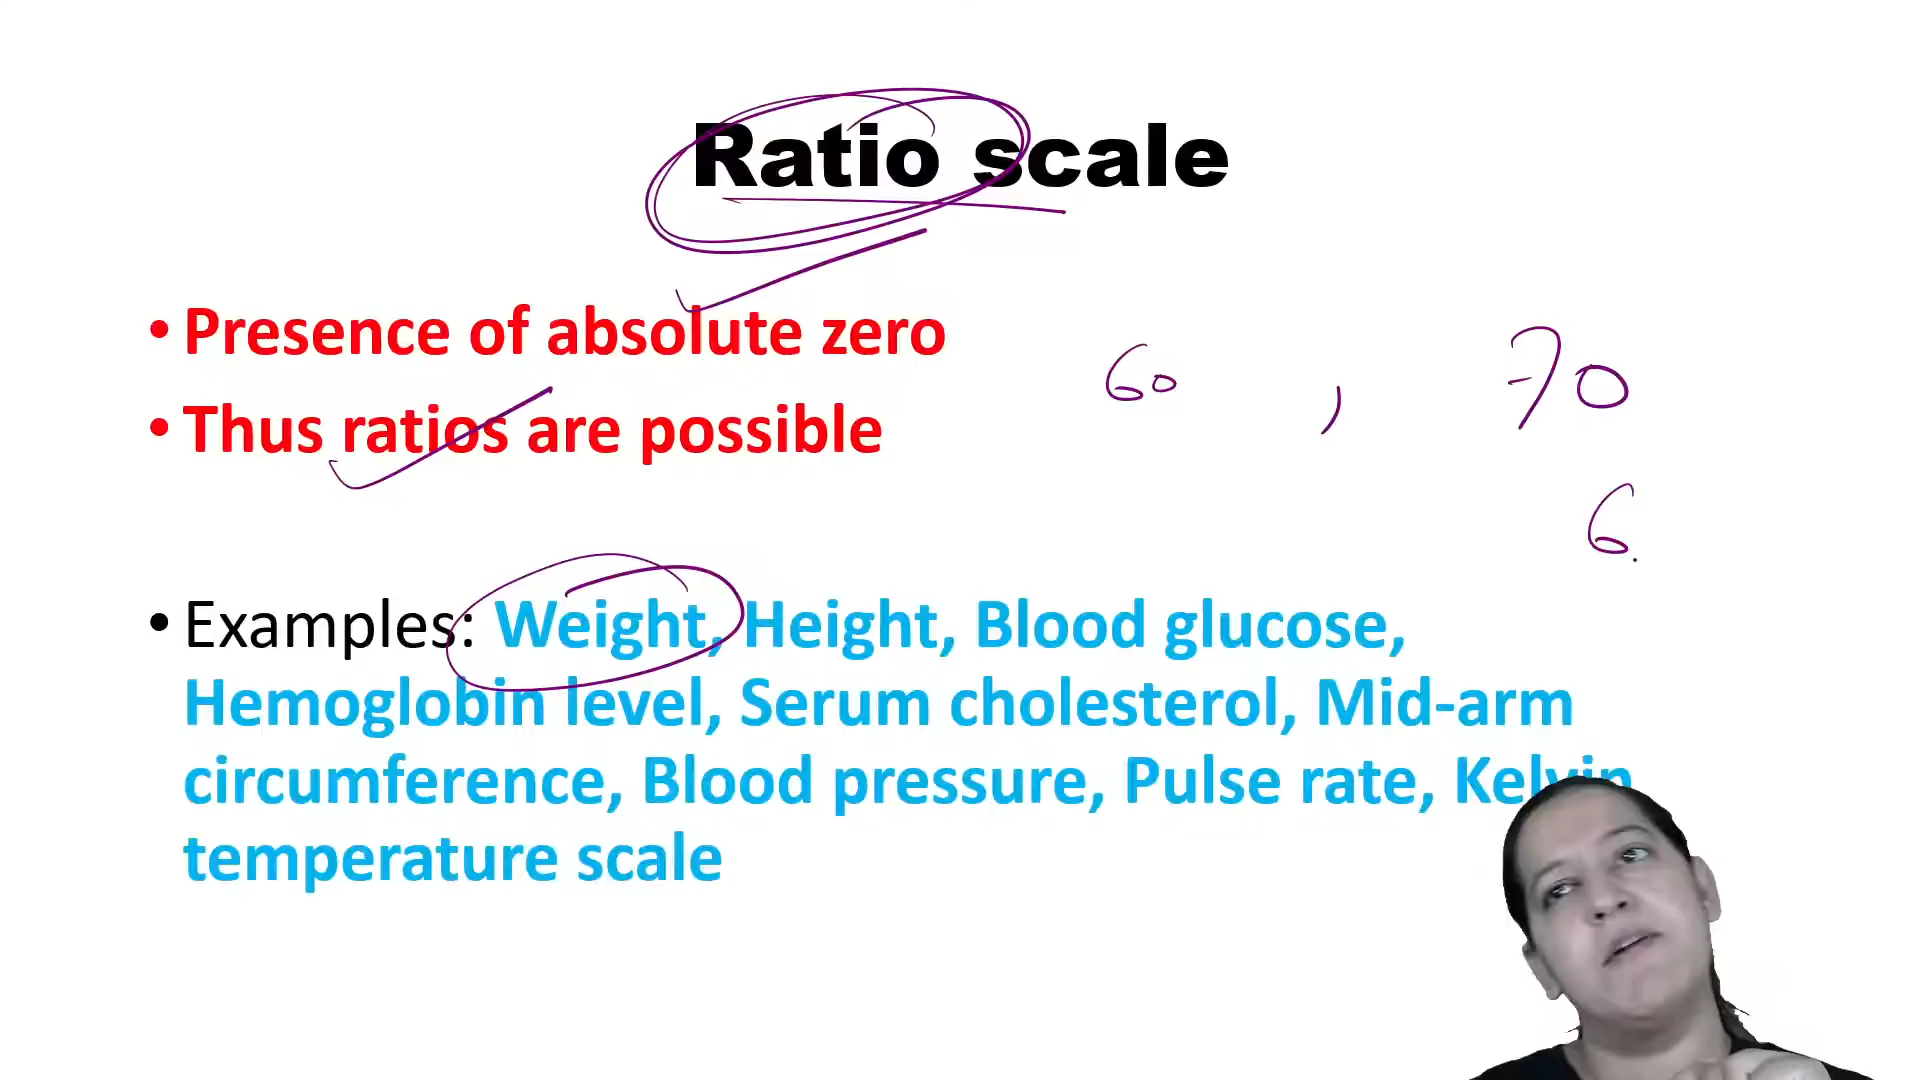 Ratio scale
• Presence of absolute zero
• Thus ratios are possible
60 , 70
6.
• Examples: Weight, Height, Blood glucose,
Hemoglobin level, Serum cholesterol, Mid-arm
circumference, Blood pressure, Pulse rate, Kelvin
temperature scale